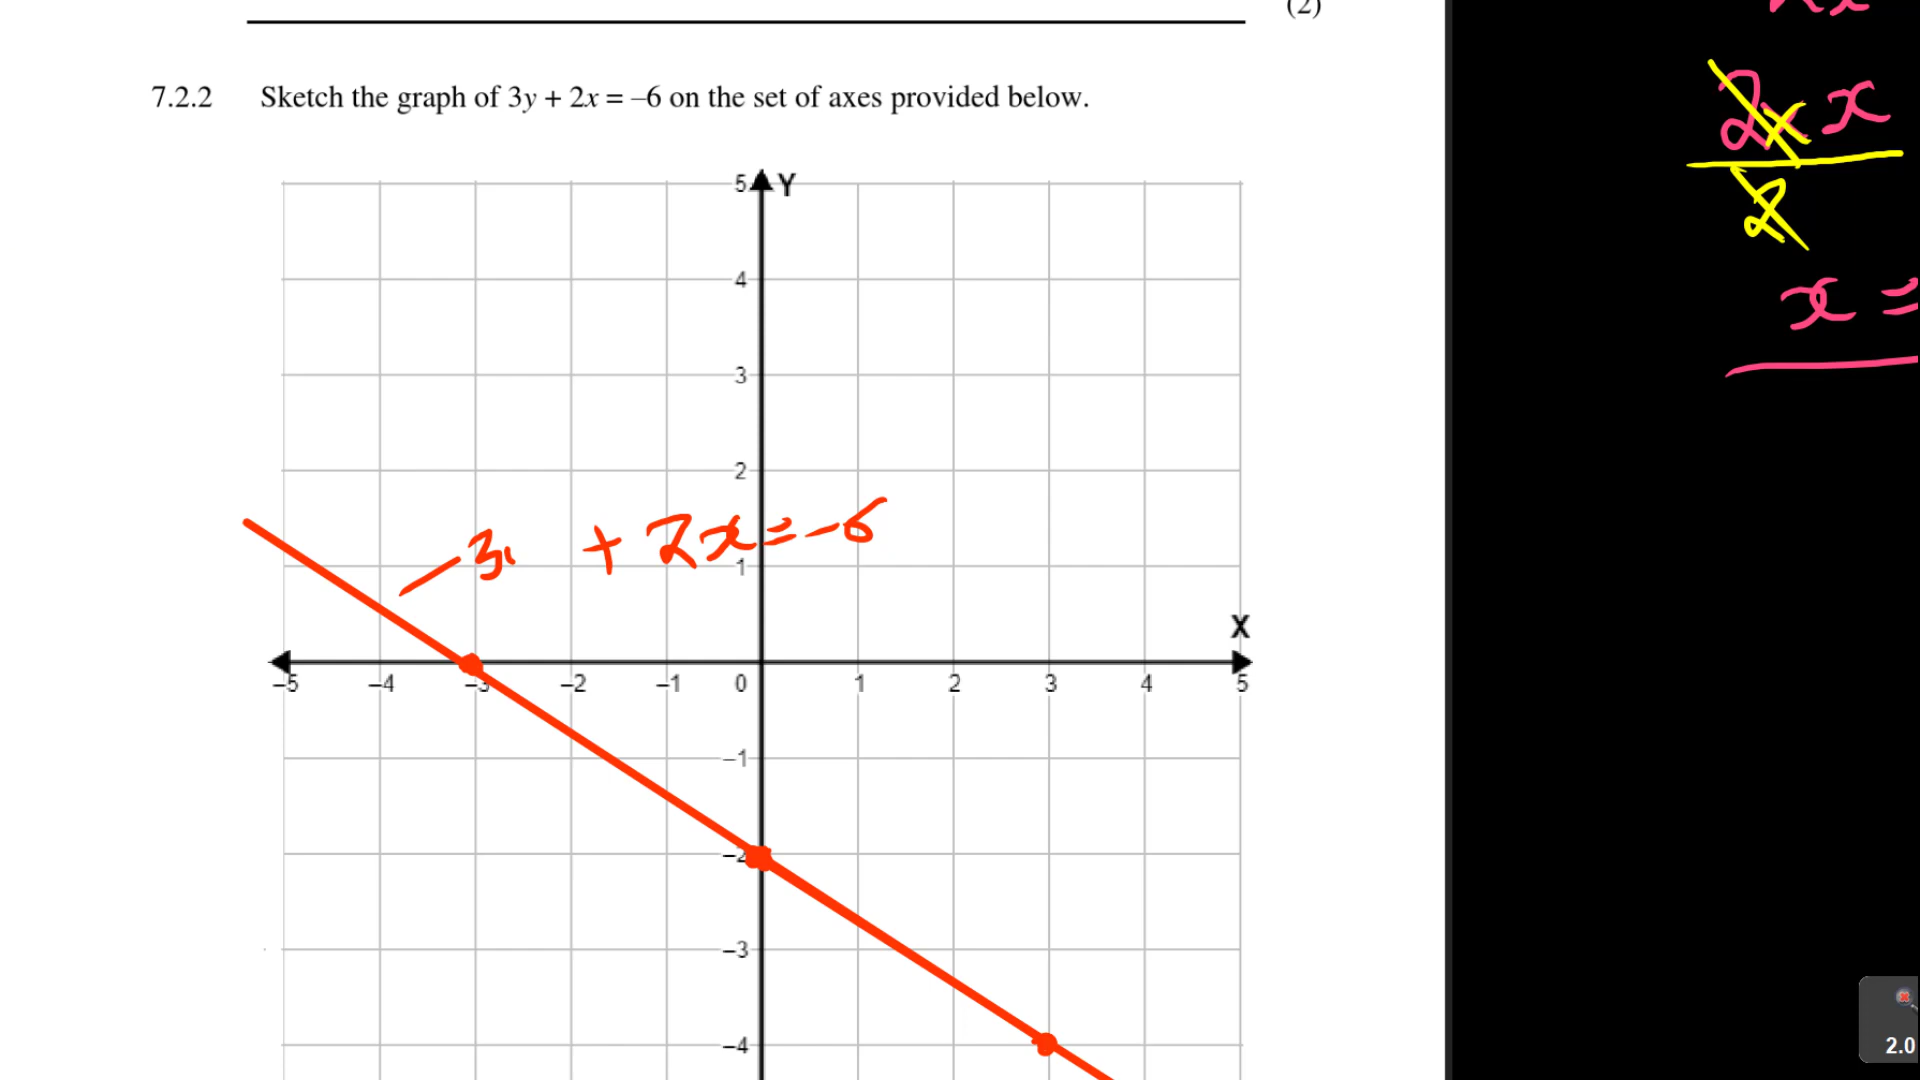 (2)
7.2.2 Sketch the graph of 3y + 2x = –6 on the set of axes provided below.
2x
x
2
x =
5 Y
4
3
2
3 + 2x = -6
1
X
–5 –4 –3 –2 –1 0 1 2 3 4 5
–1
–2
–3
–4
2.0